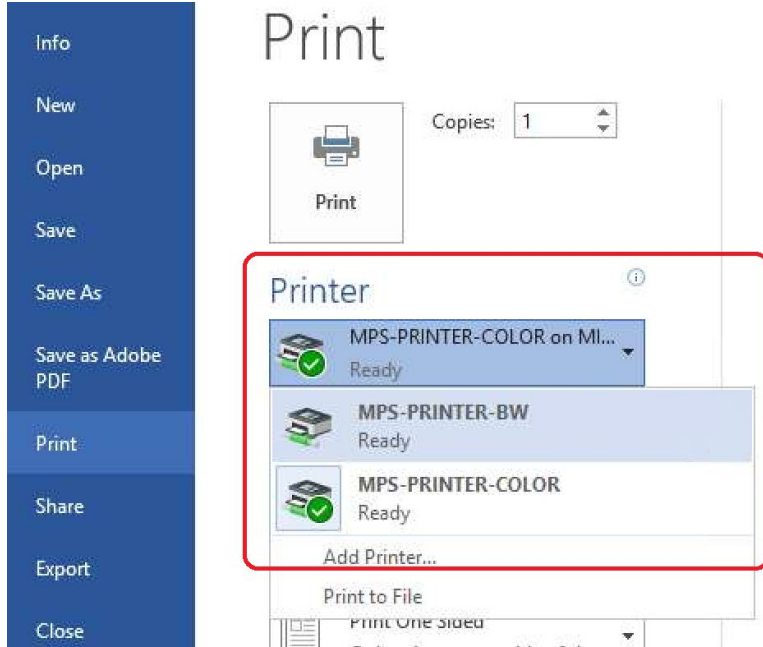 Info
New
Open
Save
Save As
Save as Adobe
PDF
Print
Share
Export
Close
Print
Copies: 1
Print
Printer
MPS-PRINTER-COLOR on MI...
Ready
MPS-PRINTER-BW
Ready
MPS-PRINTER-COLOR
Ready
Add Printer...
Print to File
Print One Sided